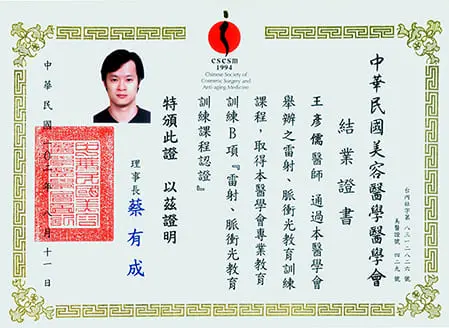 cscsm
1994
Chinese Society of
Cosmetic Surgery and
Anti-aging Medicine
台內社字第 八三一二八二六 號
美醫證號 四二九 號
中華民國美容醫學醫學會
結業證書
王彥儒 醫師 通過本醫學會
舉辦之雷射、脈衝光教育訓練
課程，取得本醫學會專業教育
訓練B項『雷射、脈衝光教育
訓練課程認證』
特頒此證 以茲證明
理事長 蔡有成
中華民國一〇一年八月十一日